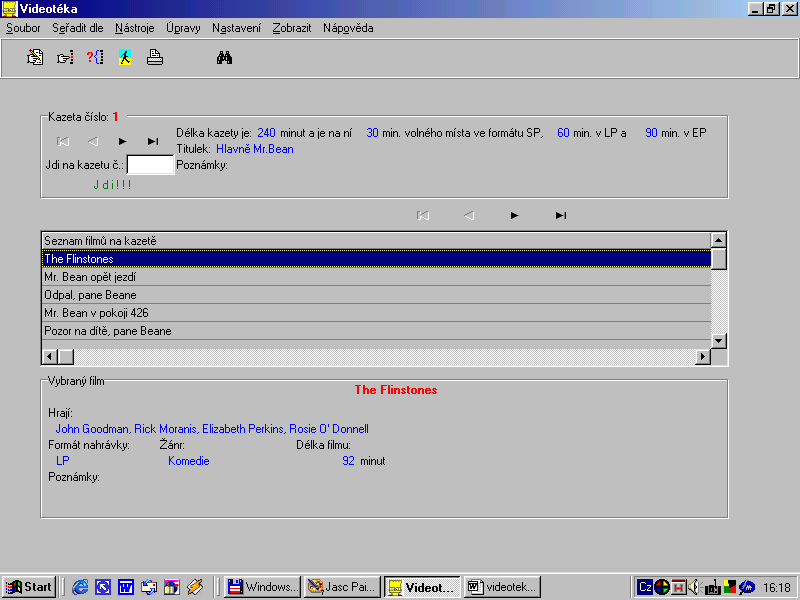 Videotéka
Soubor Seřadit dle Nástroje Úpravy Nastavení Zobrazit Nápověda
Kazeta číslo: 1
Délka kazety je: 240 minut a je na ní 30 min. volného místa ve formátu SP, 60 min. v LP a 90 min. v EP
Titulek: Hlavně Mr.Bean
Jdi na kazetu č.: Poznámky:
Jdi!!!
Seznam filmů na kazetě
The Flinstones
Mr. Bean opět jezdí
Odpal, pane Beane
Mr. Bean v pokoji 426
Pozor na dítě, pane Beane
Vybraný film
The Flinstones
Hrají:
John Goodman, Rick Moranis, Elizabeth Perkins, Rosie O' Donnell
Formát nahrávky: Žánr: Délka filmu:
LP Komedie 92 minut
Poznámky:
Start Windows... Jasc Pai... Videot... videotek... Cz 16:18